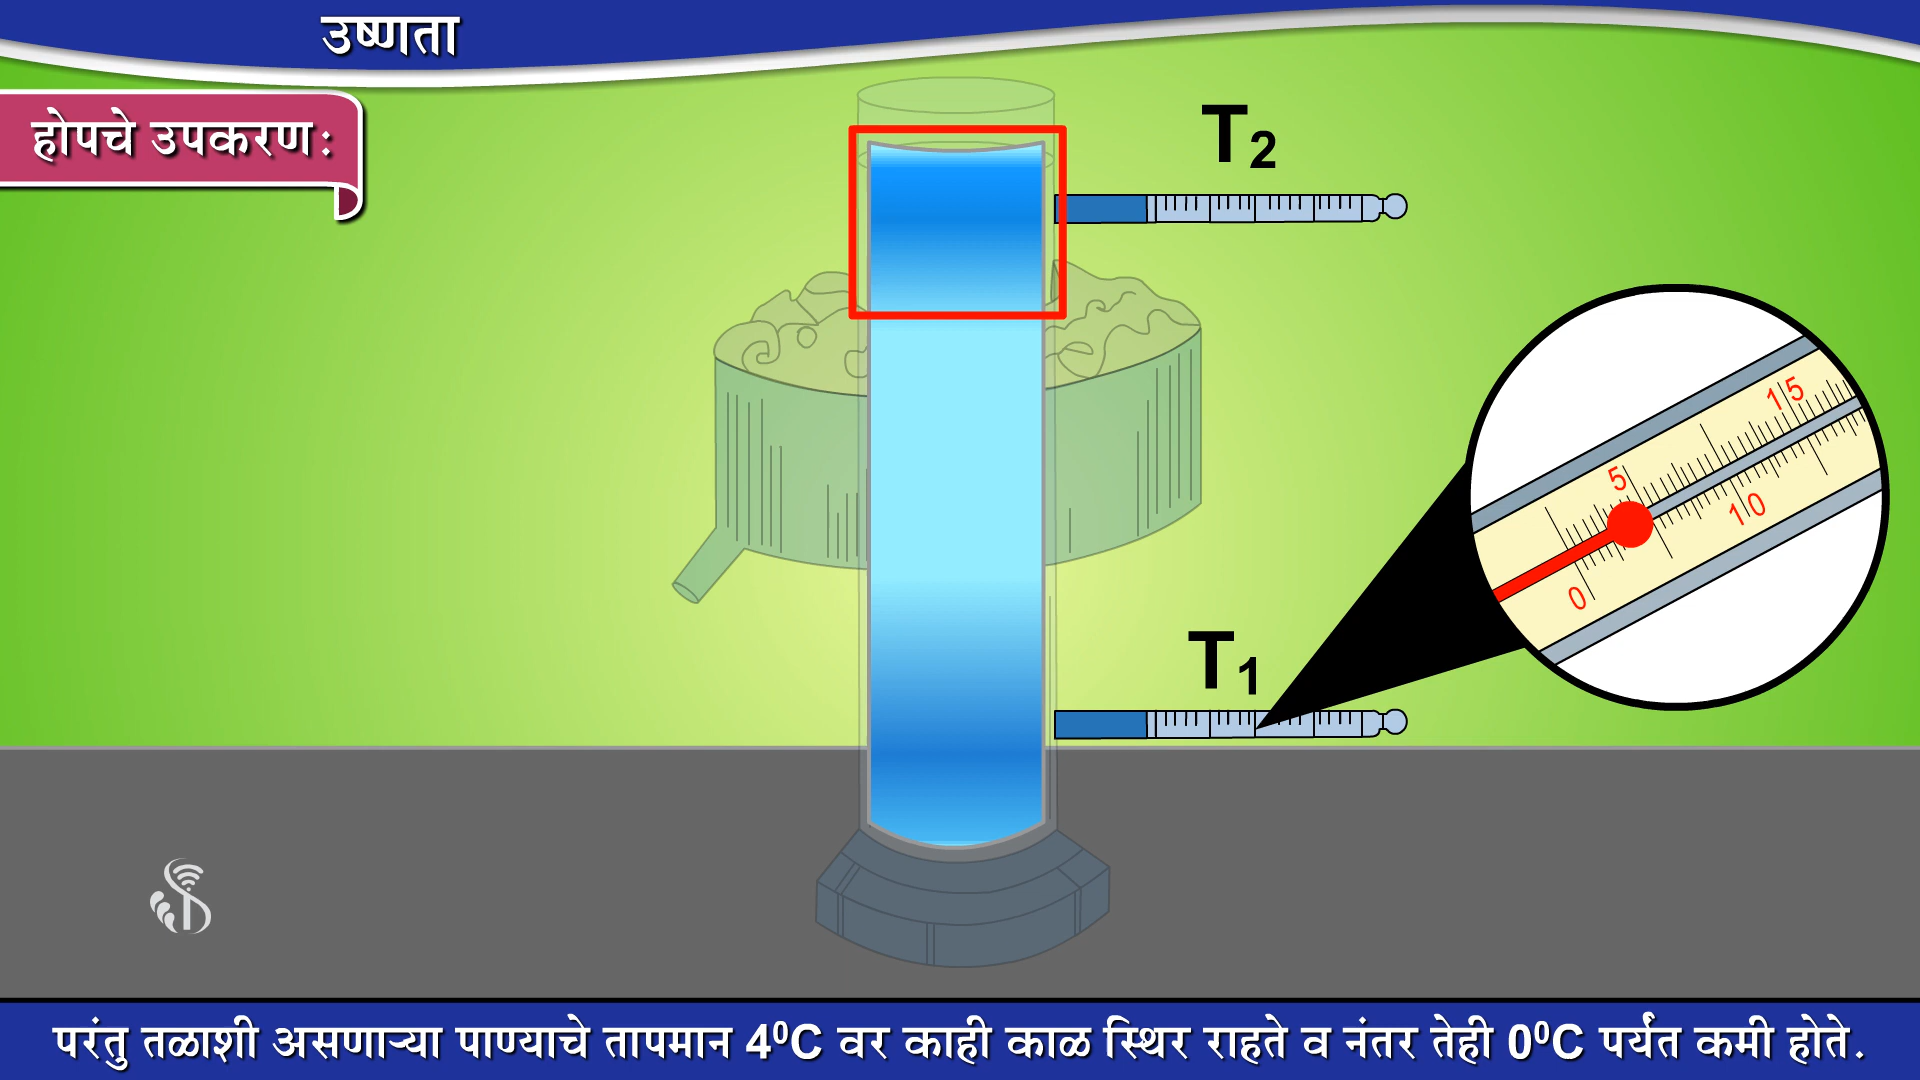 उष्णता
होपचे उपकरण:
T₂
15
5
10
0
T₁
परंतु तळाशी असणाऱ्या पाण्याचे तापमान 4⁰C वर काही काळ स्थिर राहते व नंतर तेही 0⁰C पर्यंत कमी होते.